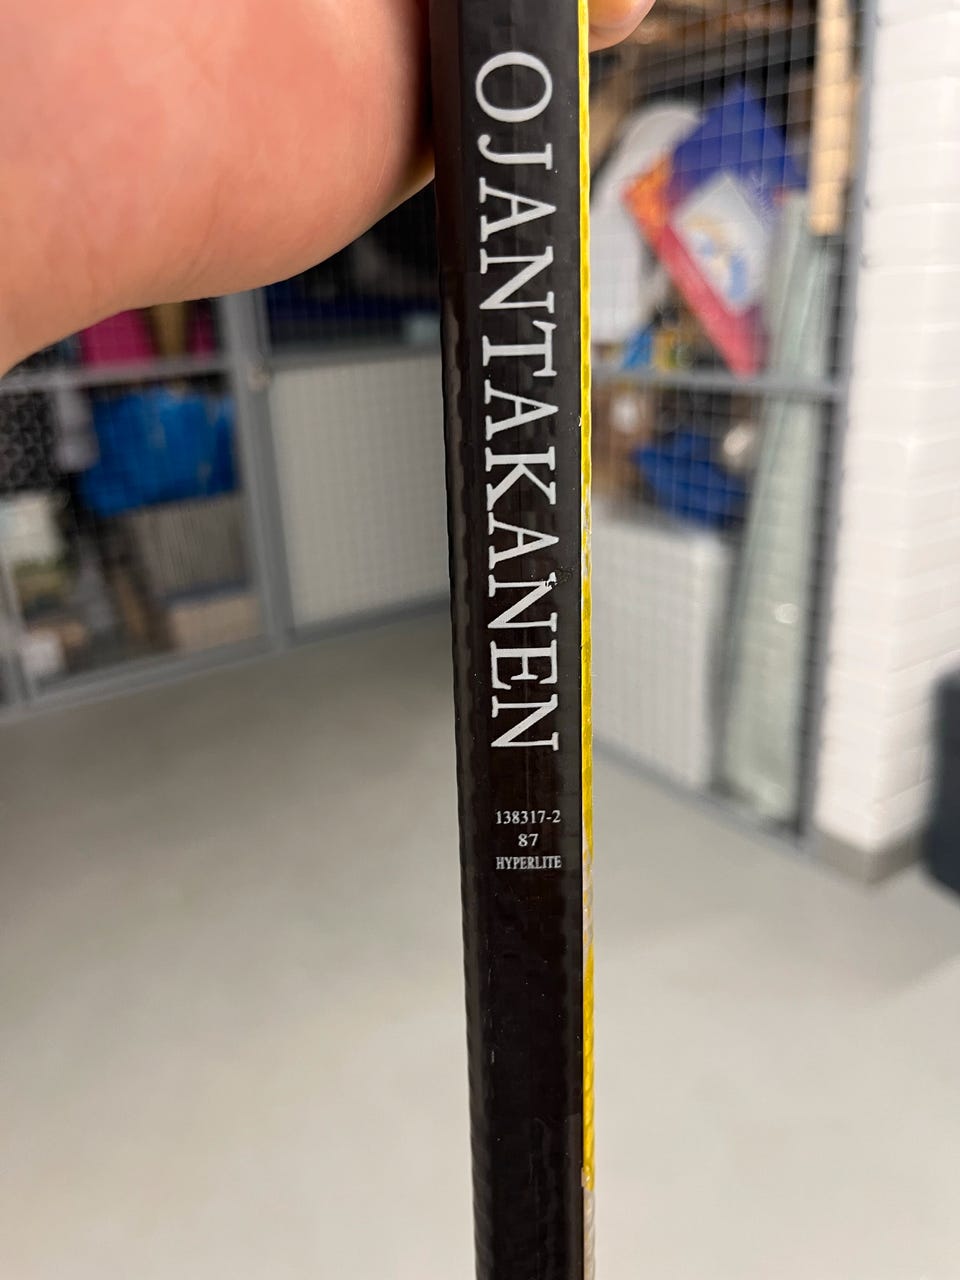 OJANTAKANEN
138317-2
87
HYPERLITE